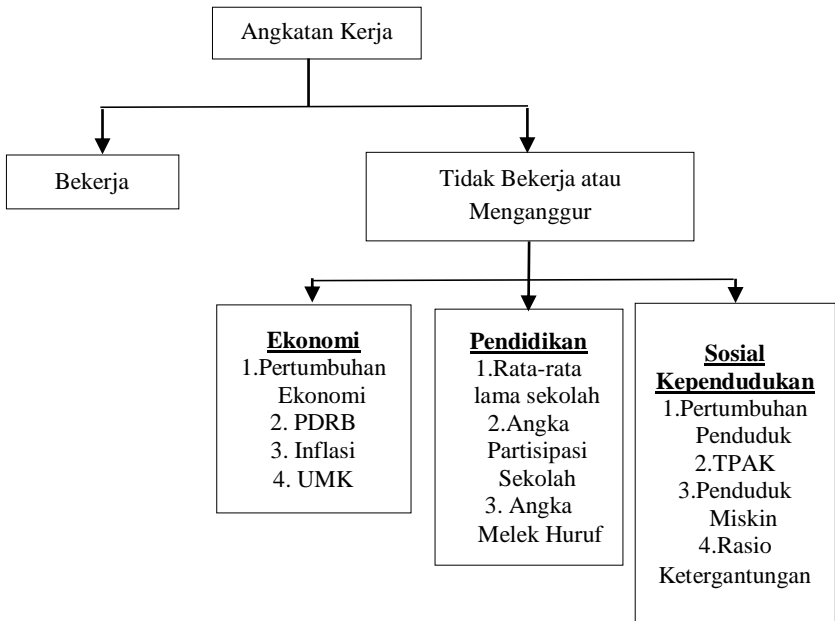 Angkatan Kerja
Bekerja
Tidak Bekerja atau
Menganggur
Ekonomi
1.Pertumbuhan
Ekonomi
2. PDRB
3. Inflasi
4. UMK
Pendidikan
1.Rata-rata
lama sekolah
2.Angka
Partisipasi
Sekolah
3. Angka
Melek Huruf
Sosial
Kependudukan
1.Pertumbuhan
Penduduk
2.TPAK
3.Penduduk
Miskin
4.Rasio
Ketergantungan